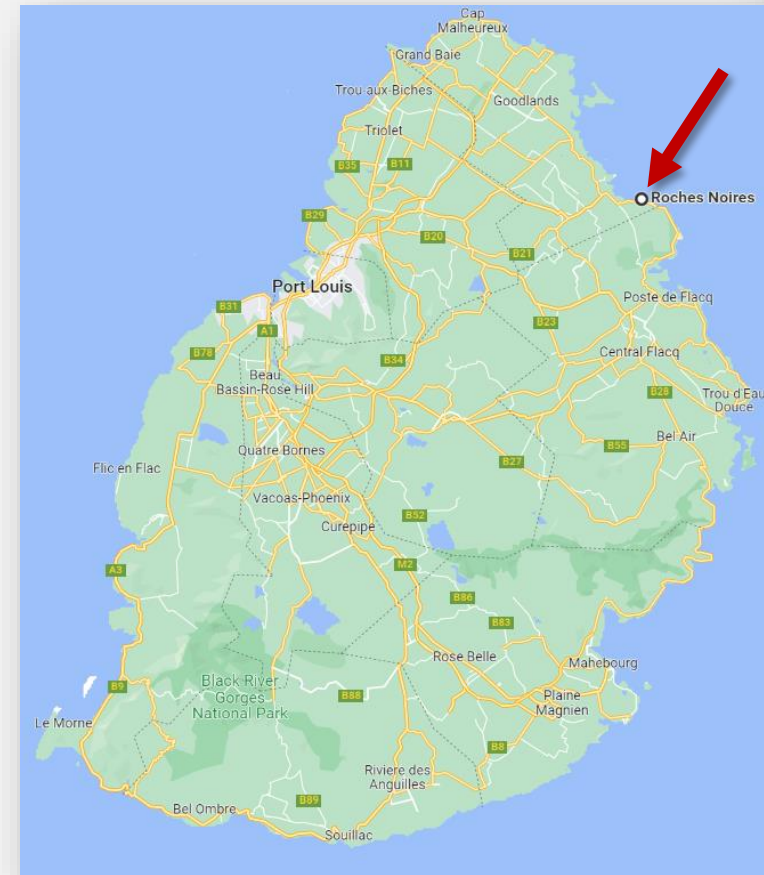 Cap
Malheureux
Grand Baie
Trou aux Biches
Goodlands
Triolet
B11
B35
Roches Noires
B29
B20
B21
Port Louis
Poste de Flacq
B31
B23
A1
B78
Central Flacq
B34
Beau
Bassin-Rose Hill
B28
Trou d'Eau
Douce
Bel Air
B55
Quatre Bornes
B27
Flic en Flac
Vacoas-Phoenix
B52
Curepipe
M2
A3
B86
B83
Rose Belle
Mahebourg
Black River
Gorges
National Park
B9
B88
Plaine
Magnien
Le Morne
B8
Riviere des
Anguilles
B89
Bel Ombre
Souillac